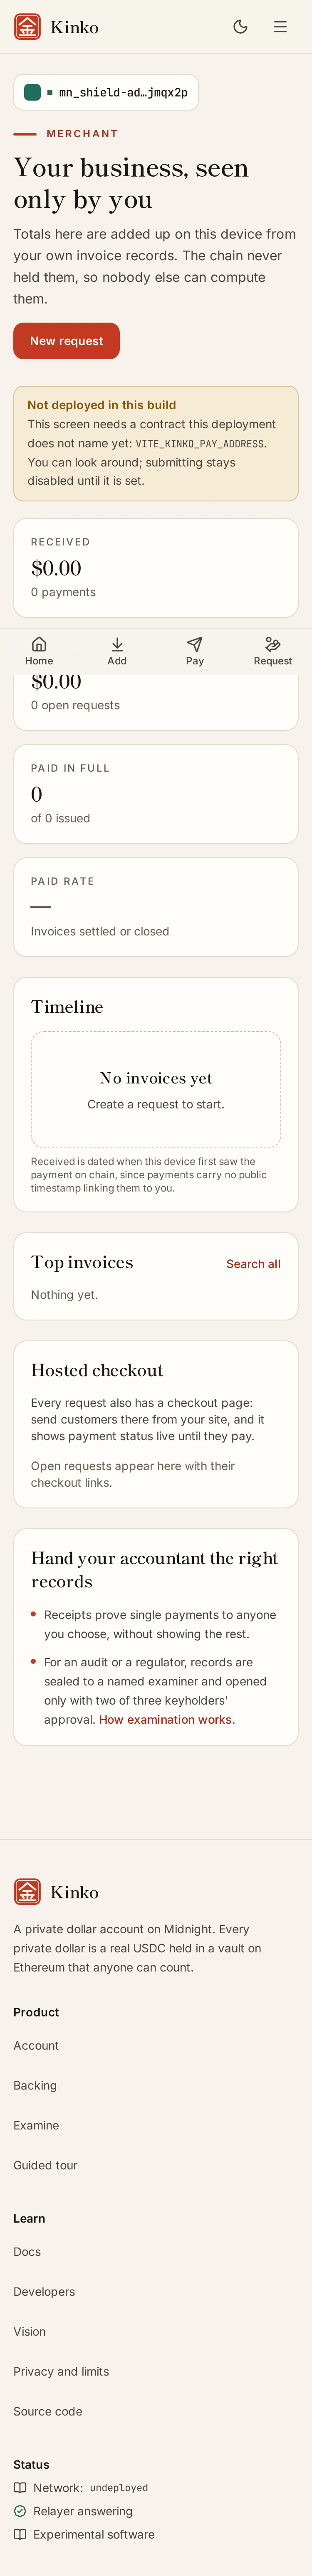 金
Kinko
mn_shield-ad…jmqx2p
MERCHANT
Your business, seen
only by you
Totals here are added up on this device from
your own invoice records. The chain never
held them, so nobody else can compute
them.
New request
Not deployed in this build
This screen needs a contract this deployment
does not name yet: VITE_KINKO_PAY_ADDRESS.
You can look around; submitting stays
disabled until it is set.
RECEIVED
$0.00
0 payments
Home
Add
Pay
Request
$0.00
0 open requests
PAID IN FULL
0
of 0 issued
PAID RATE
—
Invoices settled or closed
Timeline
No invoices yet
Create a request to start.
Received is dated when this device first saw the
payment on chain, since payments carry no public
timestamp linking them to you.
Top invoices
Search all
Nothing yet.
Hosted checkout
Every request also has a checkout page:
send customers there from your site, and it
shows payment status live until they pay.
Open requests appear here with their
checkout links.
Hand your accountant the right
records
Receipts prove single payments to anyone
you choose, without showing the rest.
For an audit or a regulator, records are
sealed to a named examiner and opened
only with two of three keyholders'
approval. How examination works.
金
Kinko
A private dollar account on Midnight. Every
private dollar is a real USDC held in a vault on
Ethereum that anyone can count.
Product
Account
Backing
Examine
Guided tour
Learn
Docs
Developers
Vision
Privacy and limits
Source code
Status
Network: undeployed
Relayer answering
Experimental software